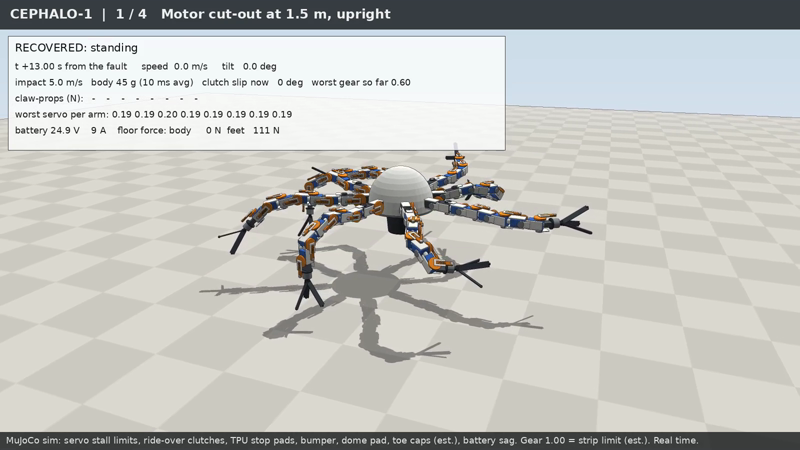 CEPHALO-1 | 1 / 4 Motor cut-out at 1.5 m, upright
RECOVERED: standing
t +13.00 s from the fault speed 0.0 m/s tilt 0.0 deg
impact 5.0 m/s body 45 g (10 ms avg) clutch slip now 0 deg worst gear so far 0.60
claw-props (N): - - - - - - - -
worst servo per arm: 0.19 0.19 0.20 0.19 0.19 0.19 0.19 0.19
battery 24.9 V 9 A floor force: body 0 N feet 111 N
MuJoCo sim: servo stall limits, ride-over clutches, TPU stop pads, bumper, dome pad, toe caps (est.), battery sag. Gear 1.00 = strip limit (est.). Real time.